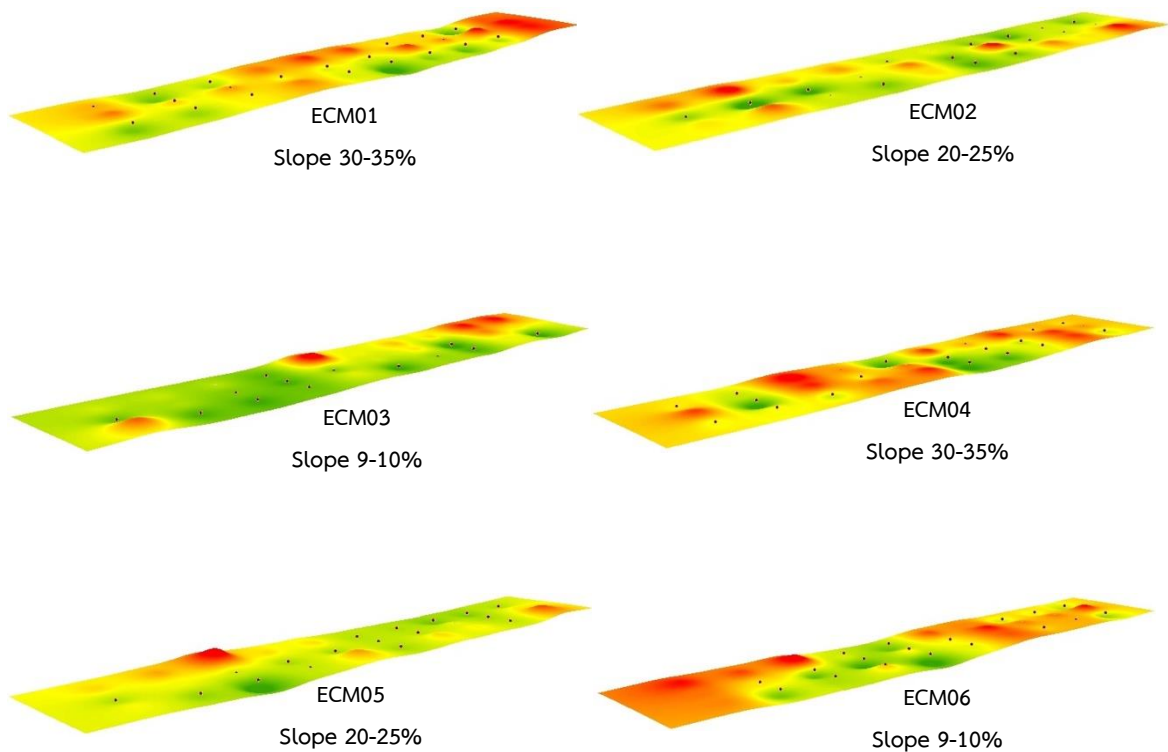 ECM01
Slope 30-35%
ECM02
Slope 20-25%
ECM03
Slope 9-10%
ECM04
Slope 30-35%
ECM05
Slope 20-25%
ECM06
Slope 9-10%